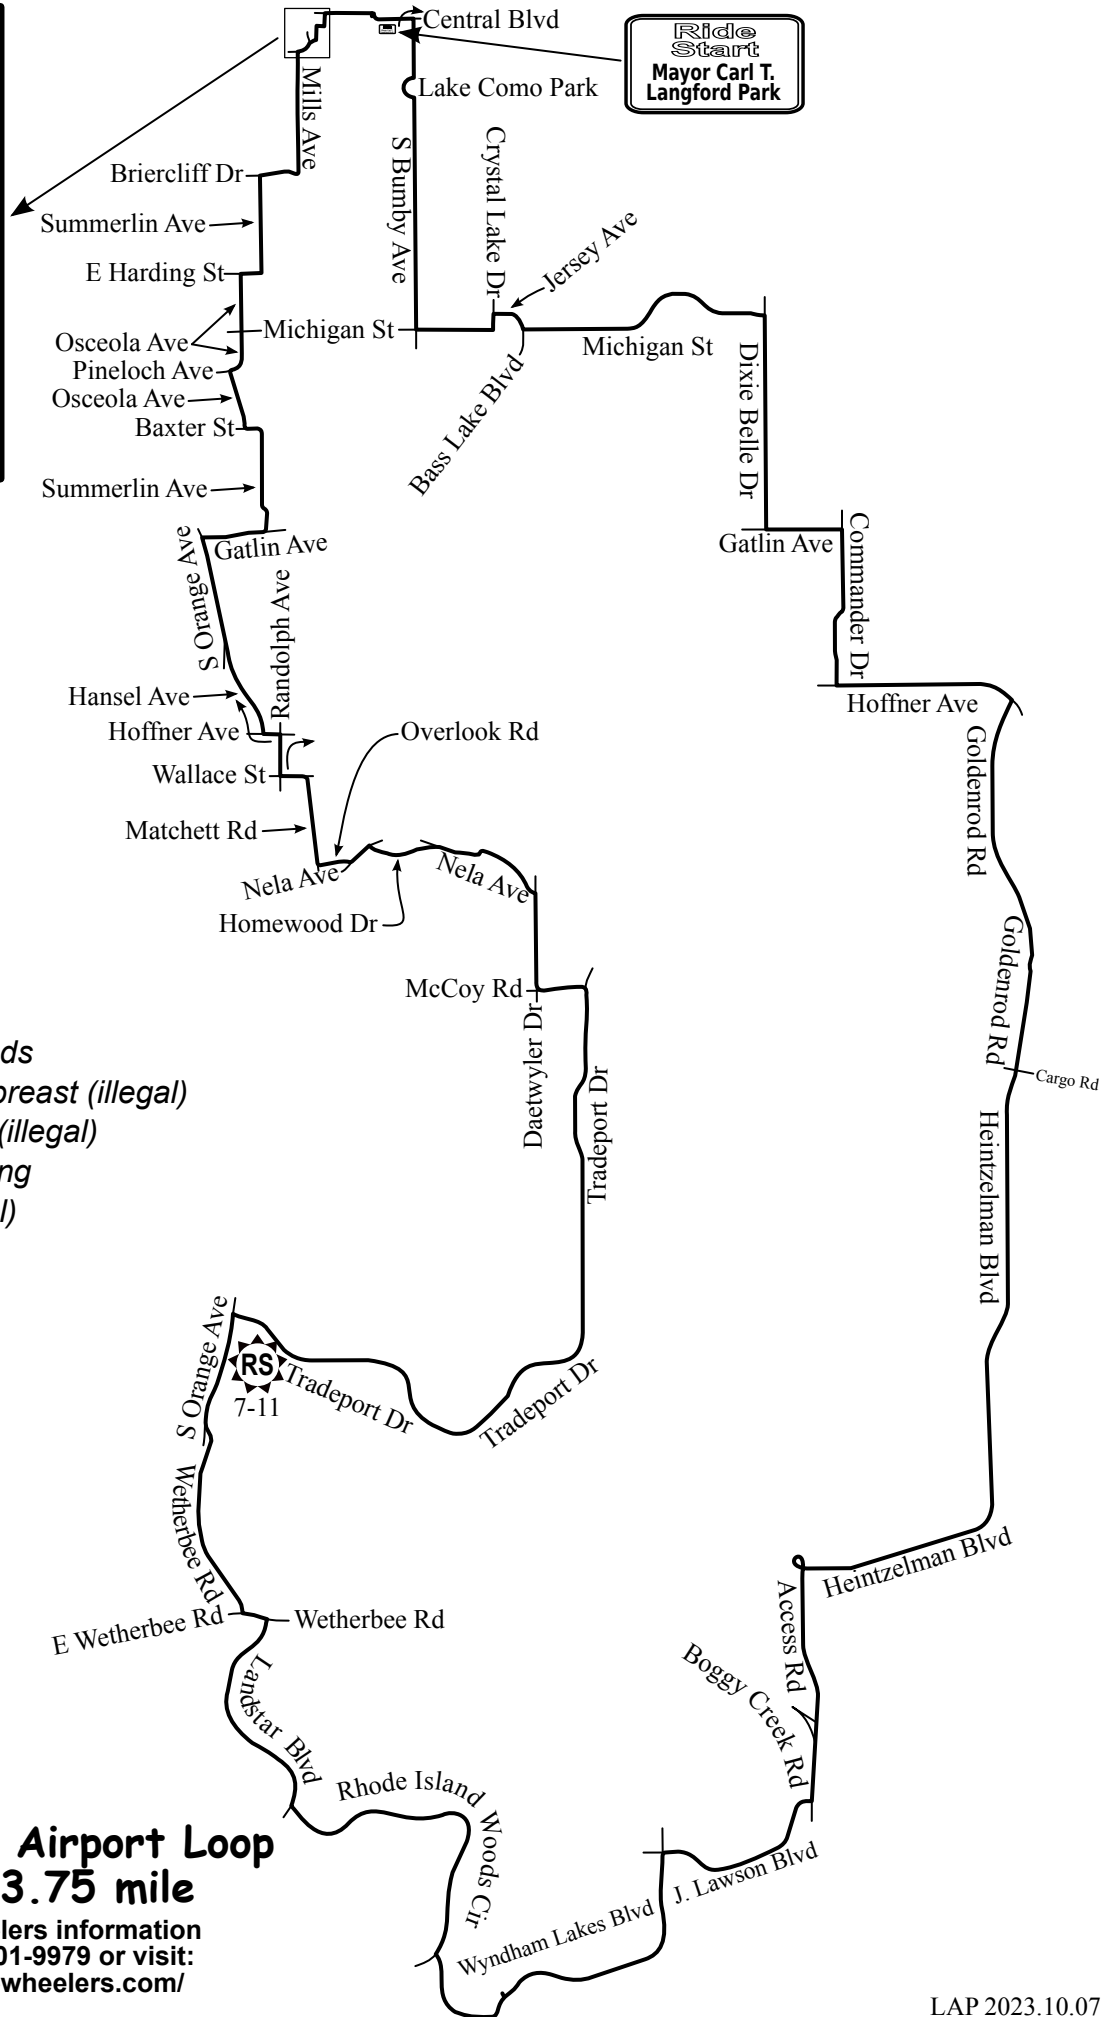 Central Blvd
Ride
Start
Mayor Carl T.
Langford Park
Lake Como Park
Mills Ave
S Bumby Ave
Crystal Lake Dr
Briercliff Dr
Summerlin Ave
Jersey Ave
E Harding St
Osceola Ave
Michigan St
Michigan St
Pineloch Ave
Osceola Ave
Baxter St
Bass Lake Blvd
Dixie Belle Dr
Summerlin Ave
Gatlin Ave
Gatlin Ave
S Orange Ave
Commander Dr
Randolph Ave
Hansel Ave
Hoffner Ave
Hoffner Ave
Overlook Rd
Wallace St
Goldenrod Rd
Matchett Rd
Nela Ave
Nela Ave
Homewood Dr
Goldenrod Rd
McCoy Rd
Daetwyler Dr
Tradeport Dr
Cargo Rd
ds
breast (illegal)
(illegal)
ng
l)
Heintzelman Blvd
S Orange Ave
RS
7-11
Tradeport Dr
Tradeport Dr
Wetherbee Rd
Heintzelman Blvd
Access Rd
E Wetherbee Rd
Wetherbee Rd
Boggy Creek Rd
Landstar Blvd
Rhode Island Woods Cir
Airport Loop
3.75 mile
lers information
01-9979 or visit:
wheelers.com/
J. Lawson Blvd
Wyndham Lakes Blvd
LAP 2023.10.07